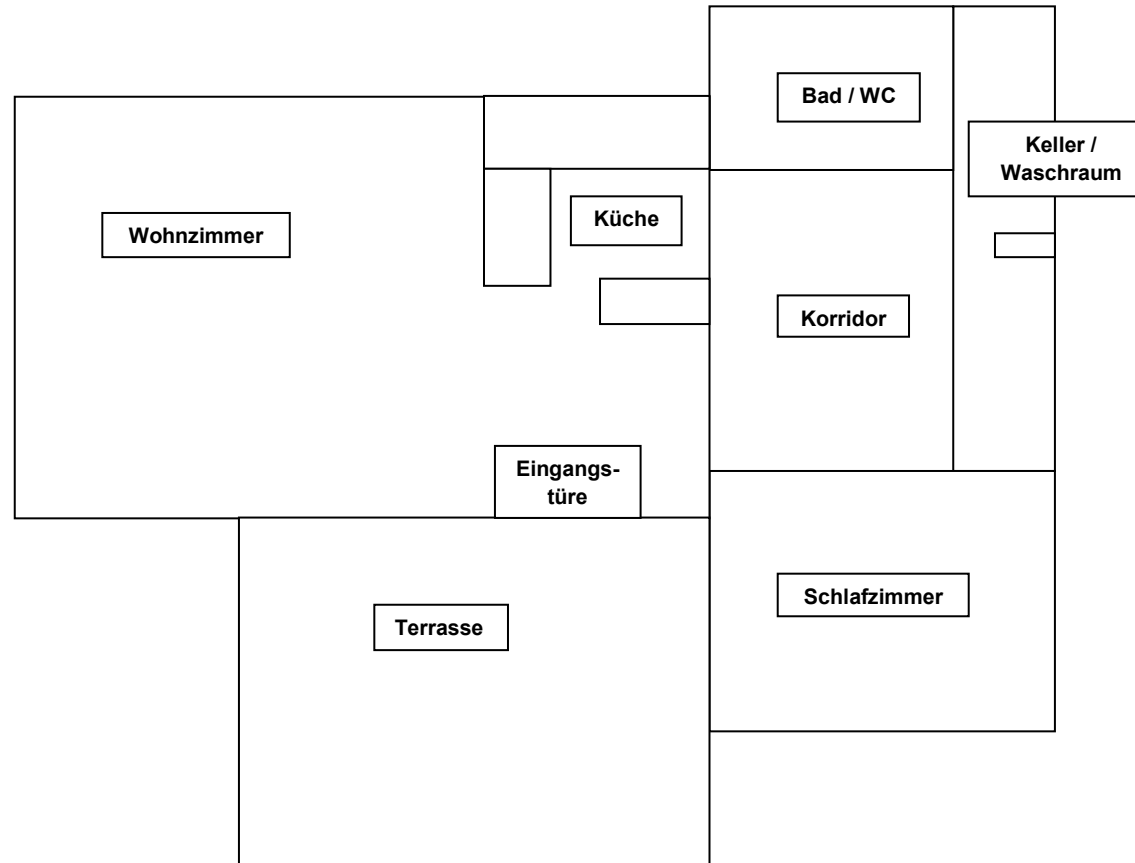 Bad / WC
Keller /
Waschraum
Wohnzimmer
Küche
Korridor
Eingangs-
türe
Schlafzimmer
Terrasse